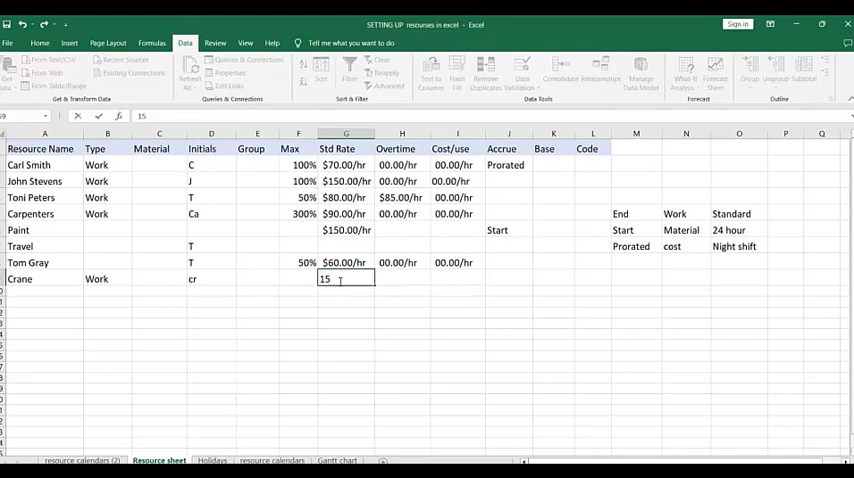 SETTING UP resourses in excel - Excel
Sign in
File Home Insert Page Layout Formulas Data Review View Help Tell me what you want to do
Get Data From Text/CSV From Web From Table/Range Recent Sources Existing Connections
Refresh All Queries & Connections Properties Edit Links
Sort Filter Clear Reapply Advanced
Text to Columns Flash Fill Remove Duplicates Data Validation Consolidate Relationships Manage Data Model
What-If Analysis Forecast Sheet Group Ungroup Subtotal
Get & Transform Data Queries & Connections Sort & Filter Data Tools Forecast Outline
G9 15
A B C D E F G H I J K L M N O P Q
Resource Name Type Material Initials Group Max Std Rate Overtime Cost/use Accrue Base Code
Carl Smith Work C 100% $70.00/hr 00.00/hr 00.00/hr Prorated
John Stevens Work J 100% $150.00/hr 00.00/hr 00.00/hr
Toni Peters Work T 50% $80.00/hr $85.00/hr 00.00/hr
Carpenters Work Ca 300% $90.00/hr 00.00/hr 00.00/hr End Work Standard
Paint $150.00/hr Start Start Material 24 hour
Travel T Prorated cost Night shift
Tom Gray T 50% $60.00/hr 00.00/hr 00.00/hr
Crane Work cr 15
resource calendars (2) Resource sheet Holidays resource calendars Gantt chart